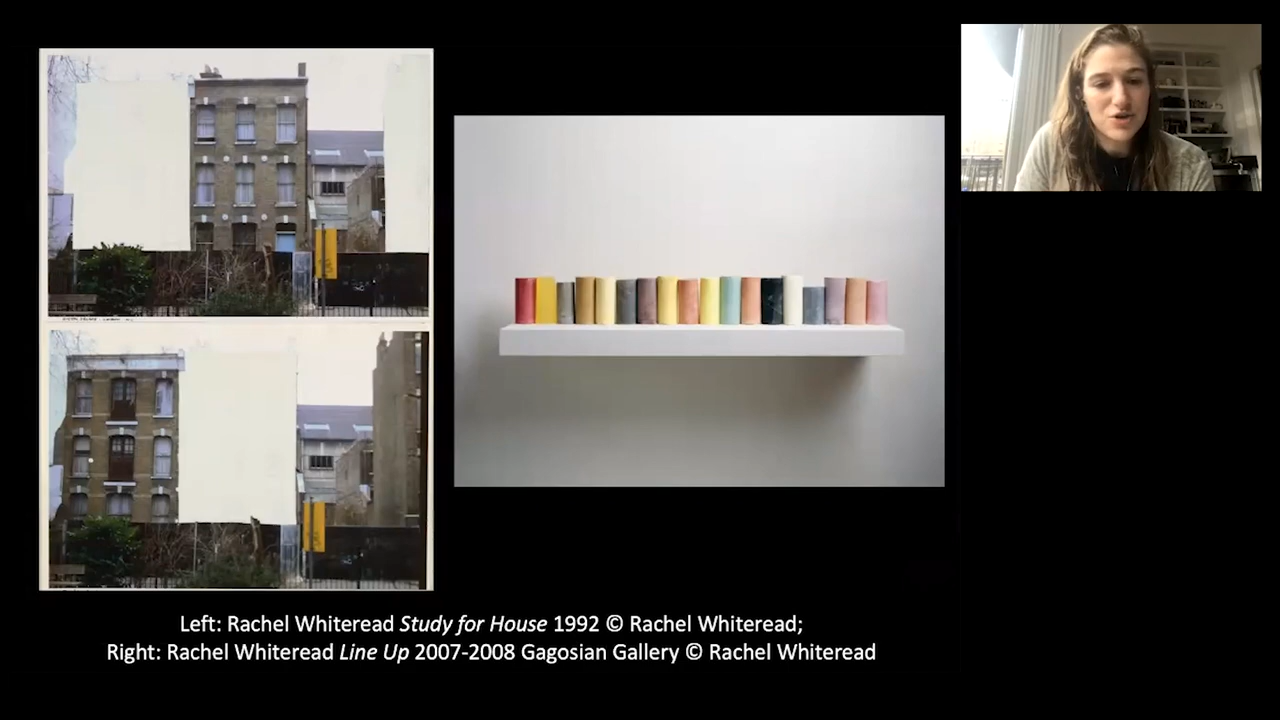 Left: Rachel Whiteread Study for House 1992 © Rachel Whiteread;
Right: Rachel Whiteread Line Up 2007-2008 Gagosian Gallery © Rachel Whiteread